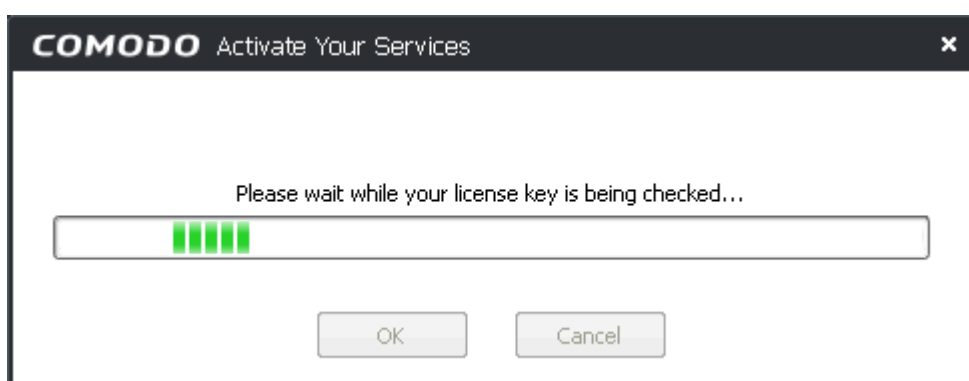 COMODO Activate Your Services
Please wait while your license key is being checked...
OK Cancel